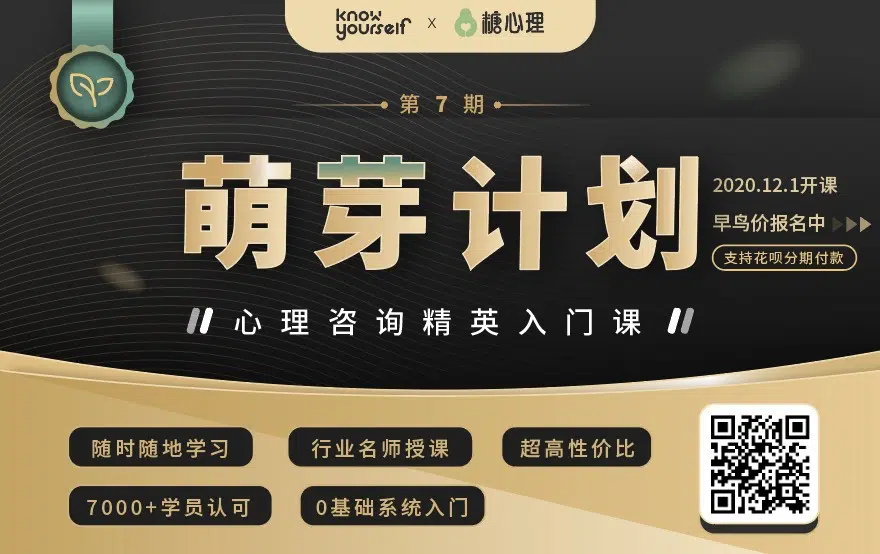 know yourself x 糖心理
第 7 期
萌芽计划
2020.12.1开课
早鸟价报名中
支持花呗分期付款
心理咨询精英入门课
随时随地学习
行业名师授课
超高性价比
7000+学员认可
0基础系统入门